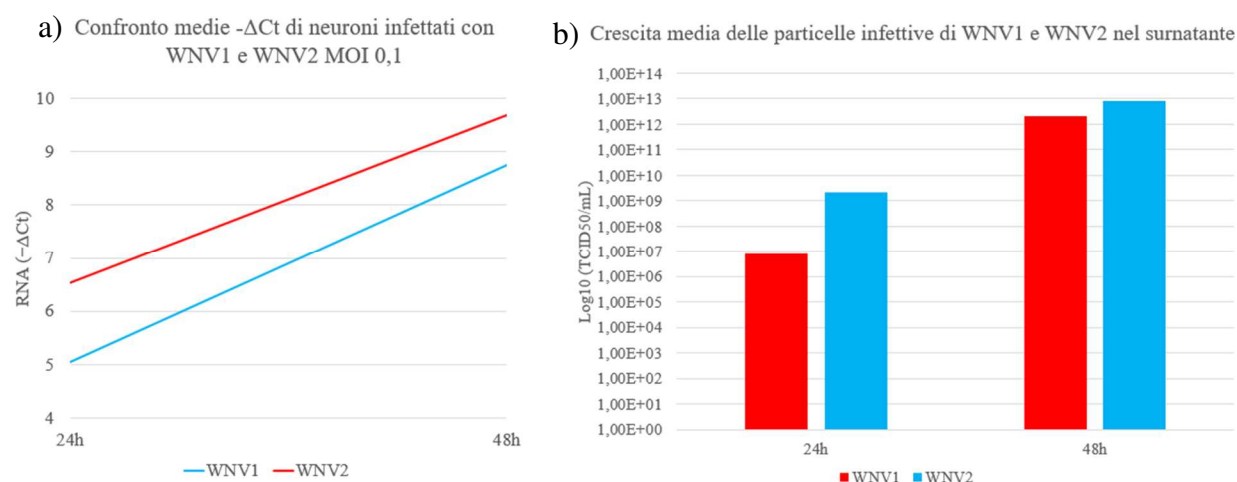 a) Confronto medie -ΔCt di neuroni infettati con
WNV1 e WNV2 MOI 0,1
RNA (−ΔCt)
10
9
8
7
6
5
4
24h
48h
WNV1
WNV2
b) Crescita media delle particelle infettive di WNV1 e WNV2 nel surnatante
Log10 (TCID50/mL)
1,00E+14
1,00E+13
1,00E+12
1,00E+11
1,00E+10
1,00E+09
1,00E+08
1,00E+07
1,00E+06
1,00E+05
1,00E+04
1,00E+03
1,00E+02
1,00E+01
1,00E+00
24h
48h
WNV1
WNV2